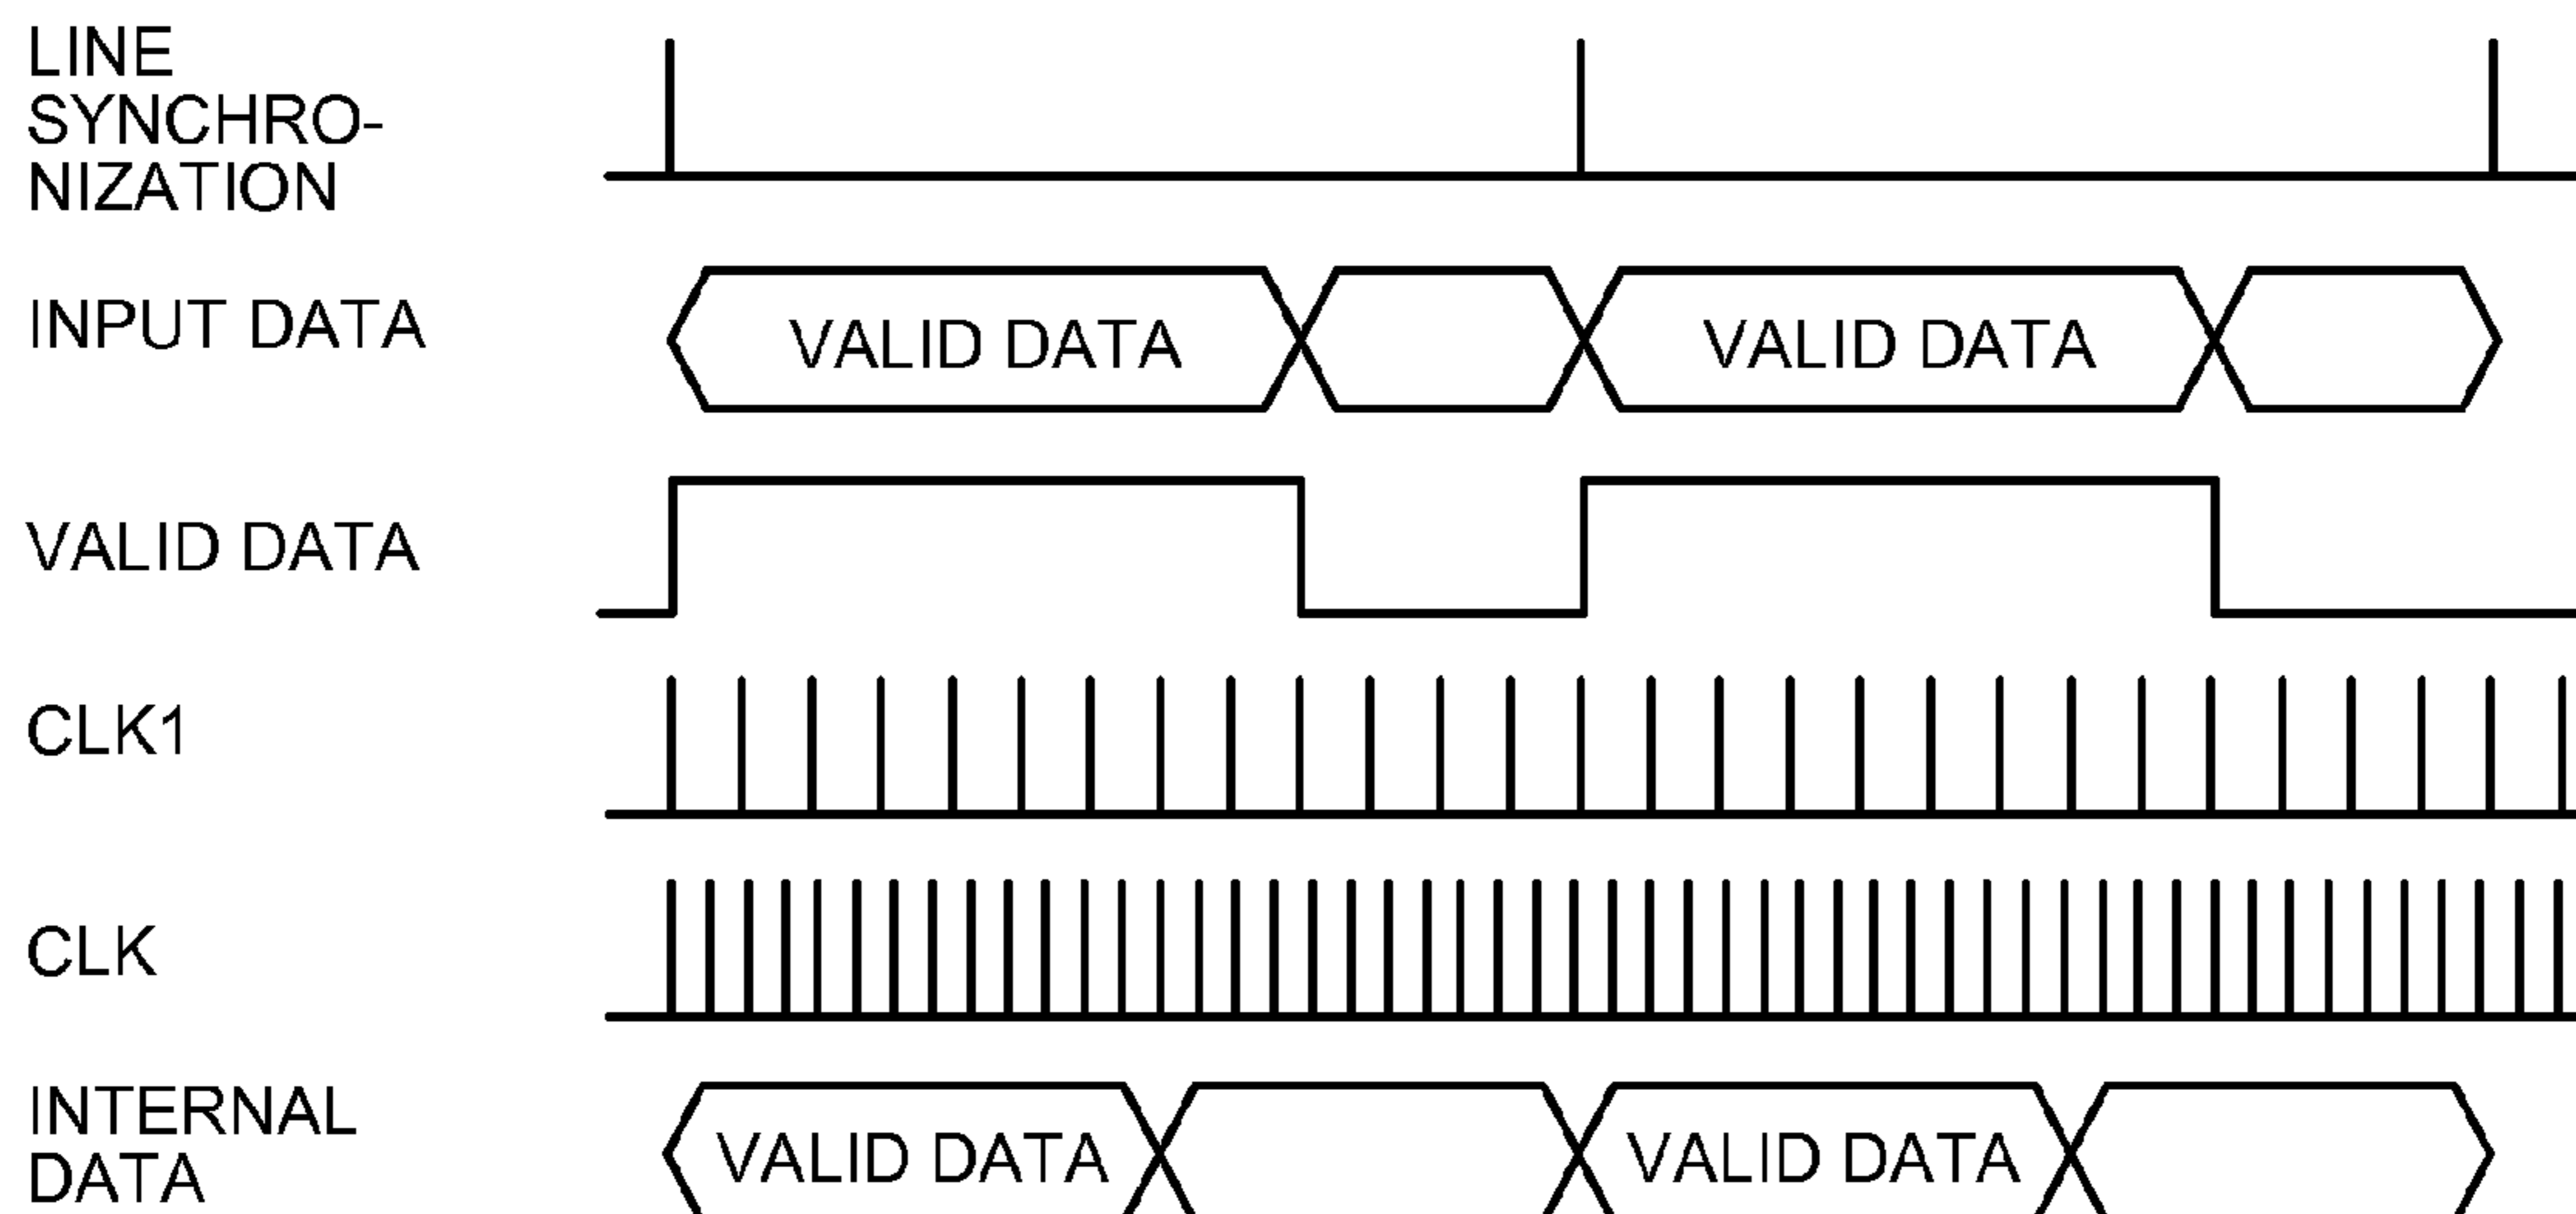 LINE
SYNCHRO-
NIZATION
INPUT DATA
VALID DATA
VALID DATA
VALID DATA
CLK1
CLK
INTERNAL
DATA
VALID DATA
VALID DATA